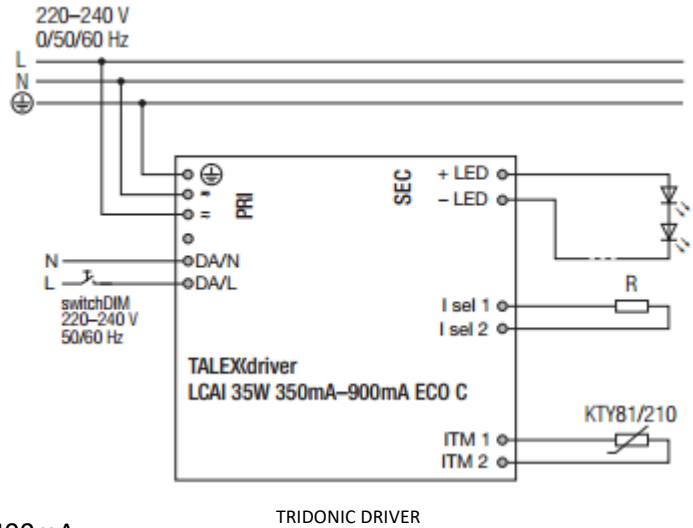 220–240 V
0/50/60 Hz
L
N
PRI
SEC
+ LED
– LED
~
=
N
DA/N
L
DA/L
switchDIM
220–240 V
50/60 Hz
R
I sel 1
I sel 2
TALEXXdriver
LCAI 35W 350mA–900mA ECO C
KTY81/210
ITM 1
ITM 2
TRIDONIC DRIVER